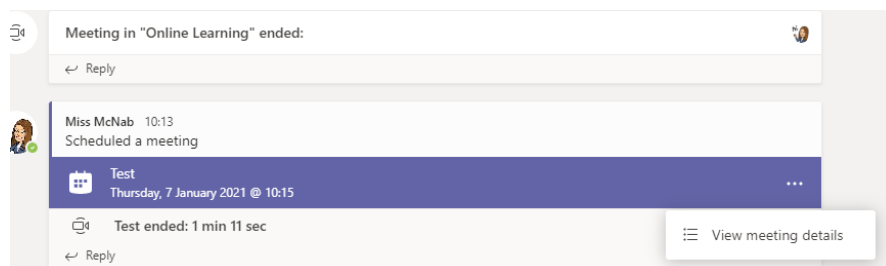 Meeting in "Online Learning" ended:
Reply
Miss McNab 10:13
Scheduled a meeting
Test
Thursday, 7 January 2021 @ 10:15
Test ended: 1 min 11 sec
View meeting details
Reply